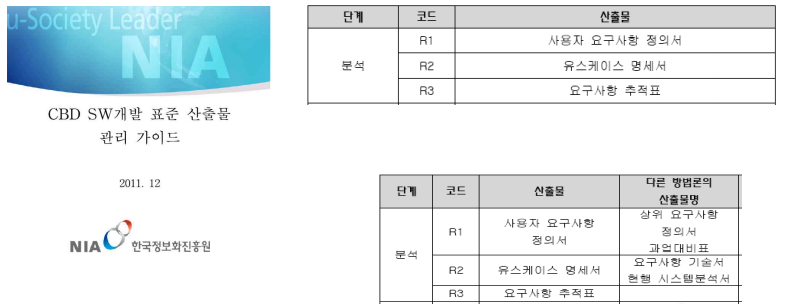 u-Society Leader
NIA
CBD SW개발 표준 산출물
관리 가이드
2011. 12
NIA 한국정보화진흥원
단계 코드 산출물
분석
R1 사용자 요구사항 정의서
R2 유스케이스 명세서
R3 요구사항 추적표
단계 코드 산출물 다른 방법론의
산출물명
분석
R1 사용자 요구사항
정의서
상위 요구사항
정의서
과업대비표
R2 유스케이스 명세서 요구사항 기술서
현행 시스템분석서
R3 요구사항 추적표